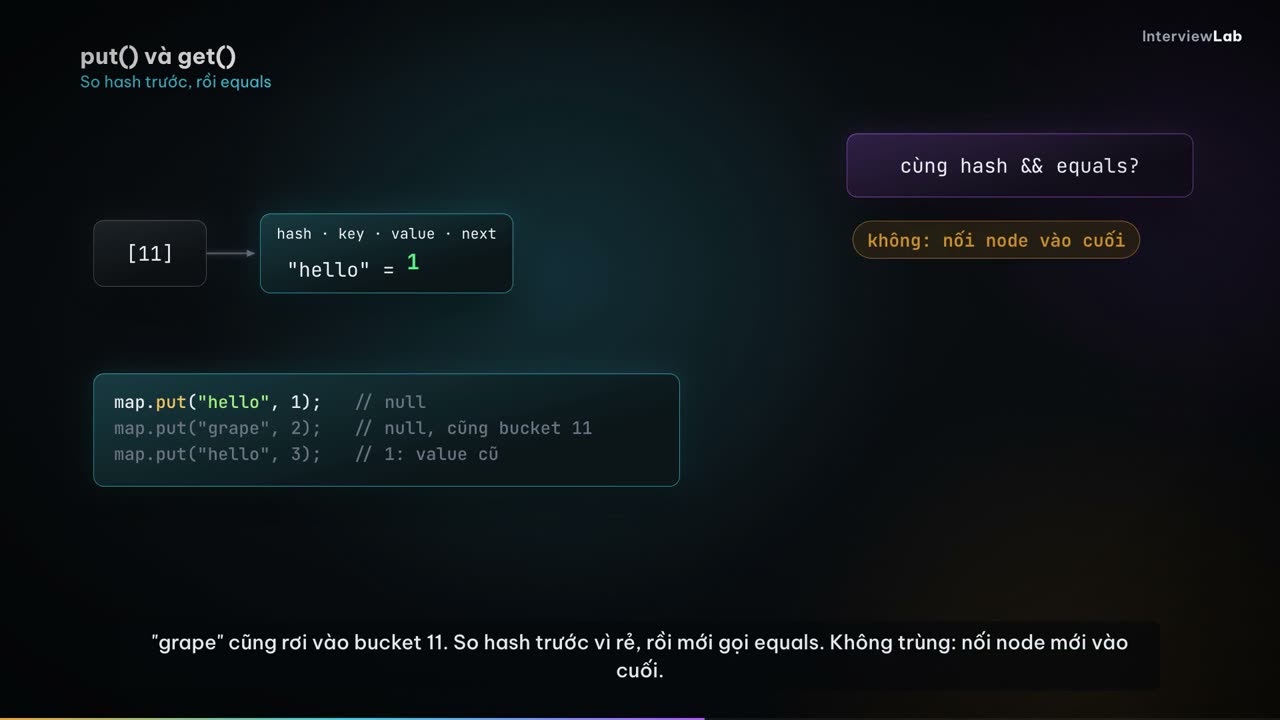 put() và get()
So hash trước, rồi equals
InterviewLab
cùng hash && equals?
không: nối node vào cuối
[11]
hash · key · value · next
"hello" = 1
map.put("hello", 1);   // null
map.put("grape", 2);   // null, cũng bucket 11
map.put("hello", 3);   // 1: value cũ
"grape" cũng rơi vào bucket 11. So hash trước vì rẻ, rồi mới gọi equals. Không trùng: nối node mới vào
cuối.